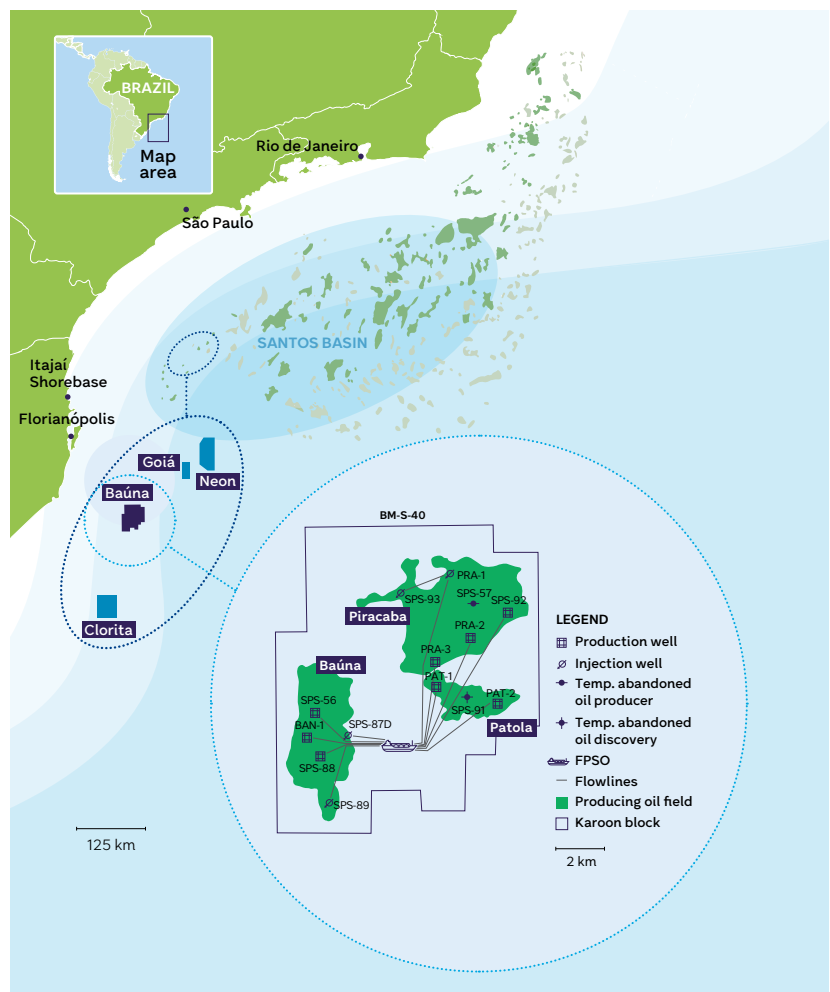 BRAZIL
Map
area
Rio de Janeiro
São Paulo
SANTOS BASIN
Itajaí
Shorebase
Florianópolis
Goiá
Neon
Baúna
Clorita
125 km
BM-S-40
PRA-1
SPS-57
SPS-93
SPS-92
Piracaba
PRA-2
PRA-3
Baúna
PAT-1
PAT-2
SPS-56
SPS-91
BAN-1
SPS-87D
Patola
SPS-88
SPS-89
LEGEND
Production well
Injection well
Temp. abandoned
oil producer
Temp. abandoned
oil discovery
FPSO
Flowlines
Producing oil field
Karoon block
2 km